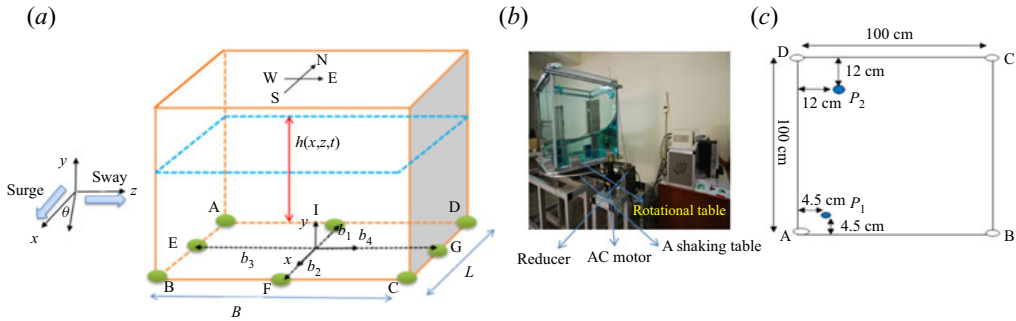 (a)
N
W
E
S
h(x,z,t)
y
Surge
Sway
z
θ
x
A
I
D
y
b1
b4
E
G
b3
x
b2
B
F
C
L
B
(b)
Rotational table
A shaking table
Reducer
AC motor
(c)
100 cm
D
C
12 cm
12 cm
P2
100 cm
4.5 cm
P1
4.5 cm
A
B